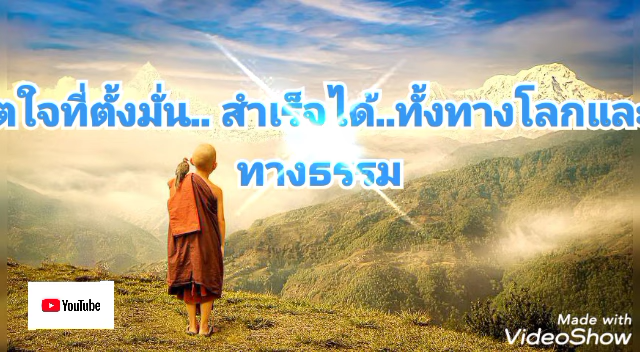 ตใจที่ตั้งมั่น.. สำเร็จได้..ทั้งทางโลกและ
ทางธรรม
YouTube
Made with
VideoShow